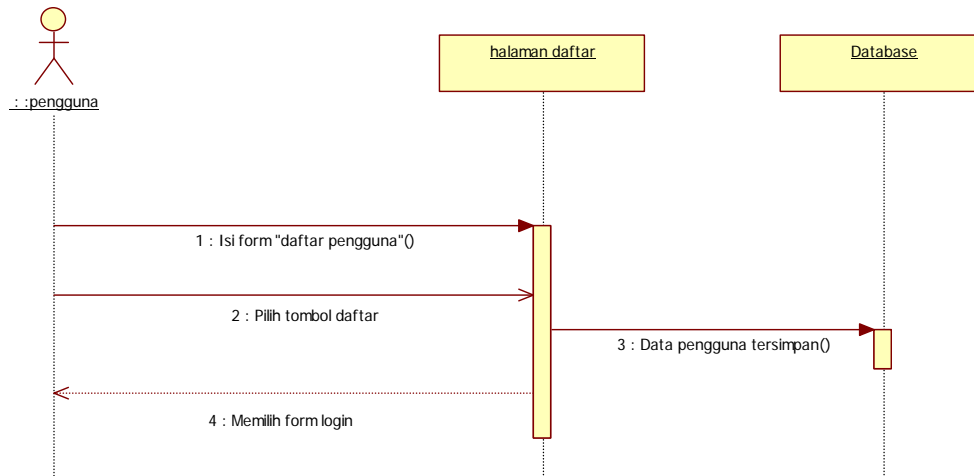 halaman daftar
Database
: :pengguna
1 : Isi form "daftar pengguna"()
2 : Pilih tombol daftar
3 : Data pengguna tersimpan()
4 : Memilih form login